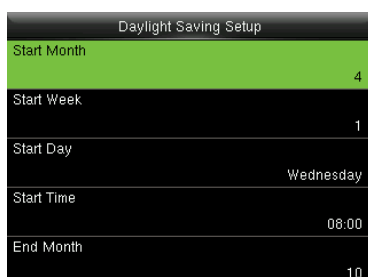 Daylight Saving Setup
Start Month
4
Start Week
1
Start Day
Wednesday
Start Time
08:00
End Month
10